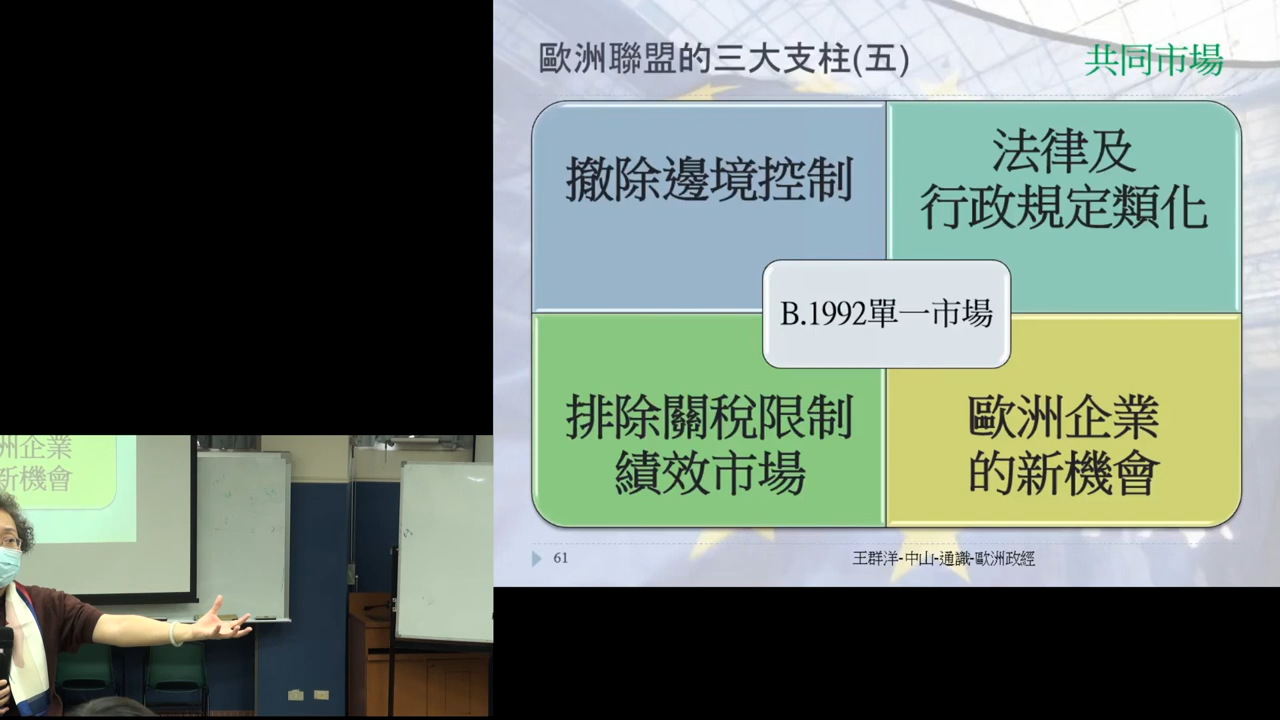 歐洲聯盟的三大支柱(五)
共同市場
撤除邊境控制
法律及
行政規定類化
B.1992單一市場
排除關稅限制
績效市場
歐洲企業
的新機會
61
王群洋-中山-通識-歐洲政經
洲企業
新機會